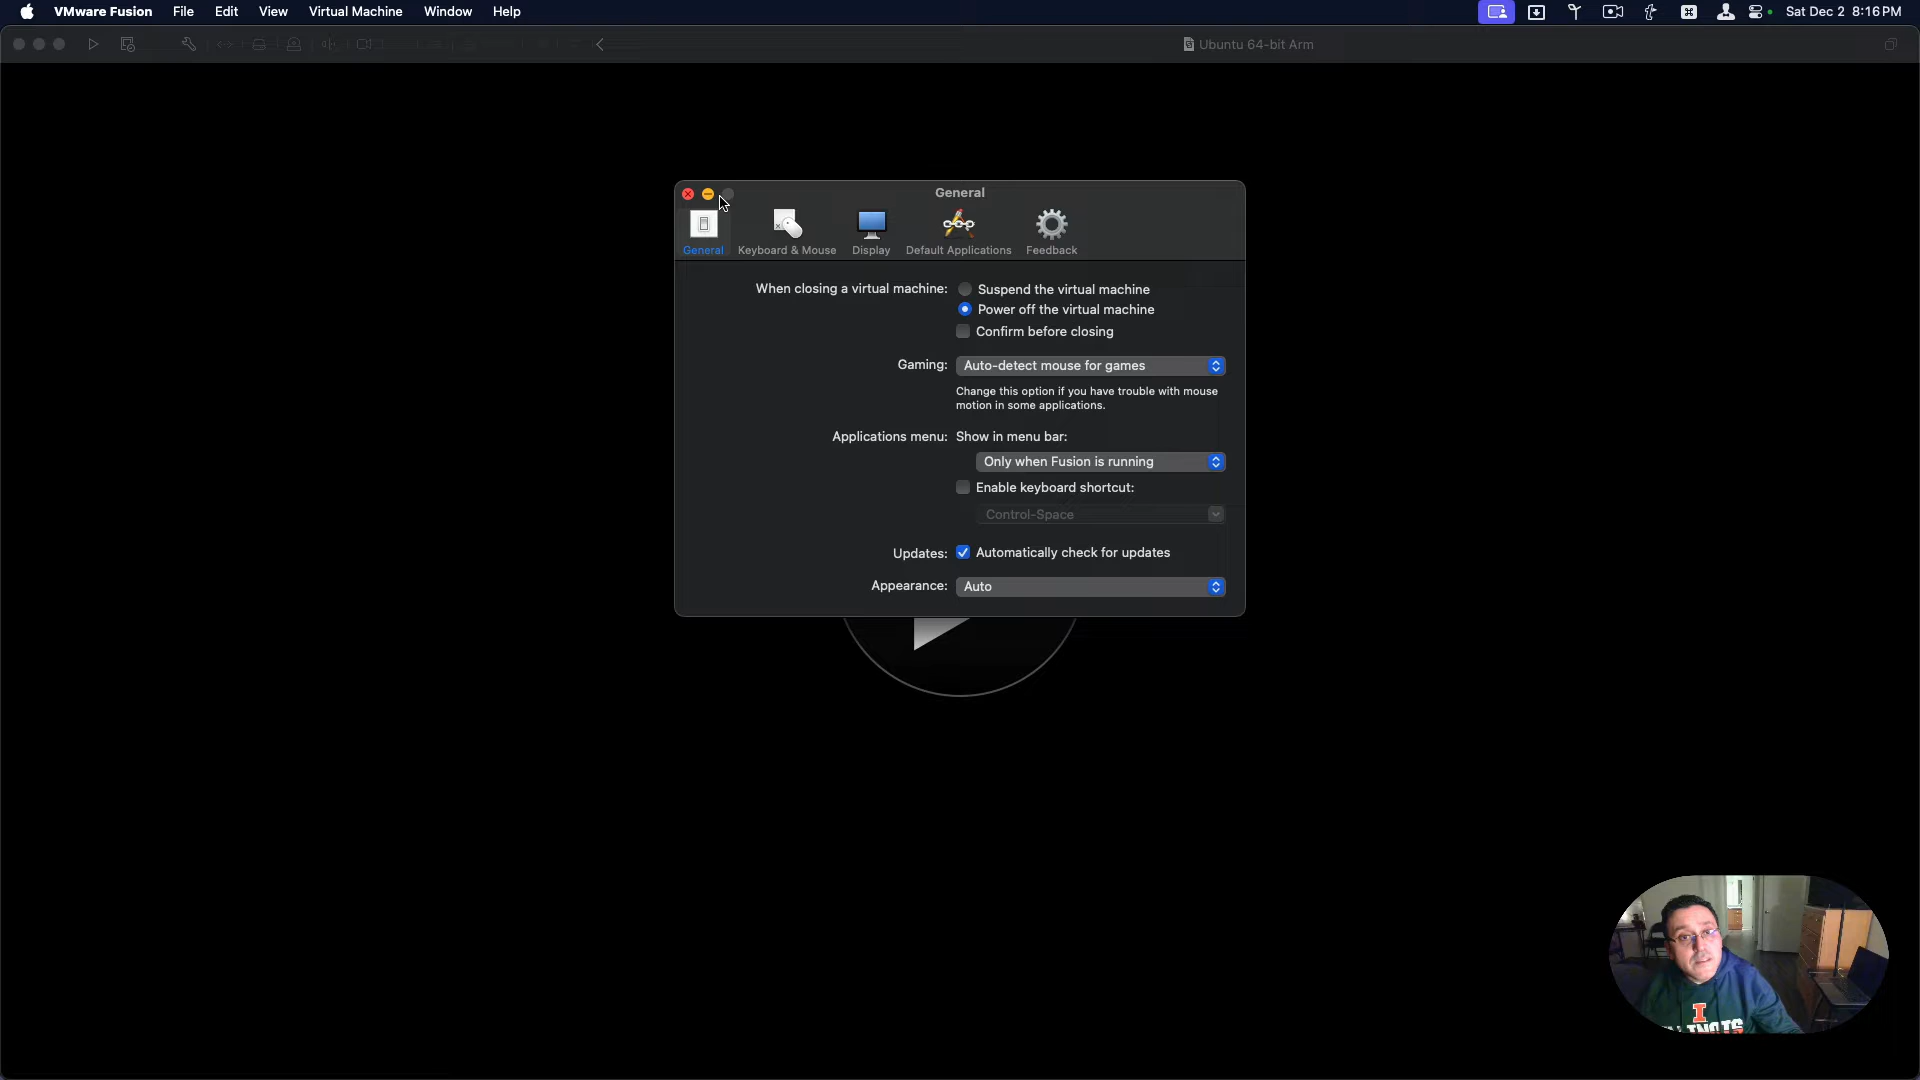 VMware Fusion File Edit View Virtual Machine Window Help Sat Dec 2 8:16 PM
Ubuntu 64-bit Arm
General
General Keyboard & Mouse Display Default Applications Feedback
When closing a virtual machine: Suspend the virtual machine
Power off the virtual machine
Confirm before closing
Gaming: Auto-detect mouse for games
Change this option if you have trouble with mouse
motion in some applications.
Applications menu: Show in menu bar:
Only when Fusion is running
Enable keyboard shortcut:
Control-Space
Updates: Automatically check for updates
Appearance: Auto
I